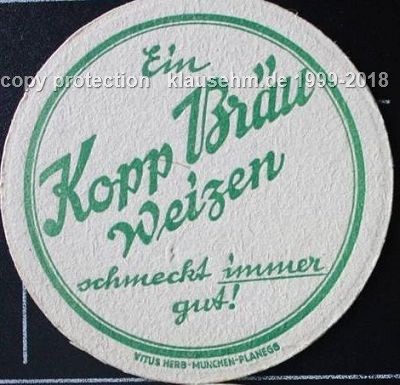 Ein
copy protection klausehm.de 1999-2018
Kopp Bräu
Weizen
schmeckt immer
gut!
VITUS HERB-MÜNCHEN-PLANEGG